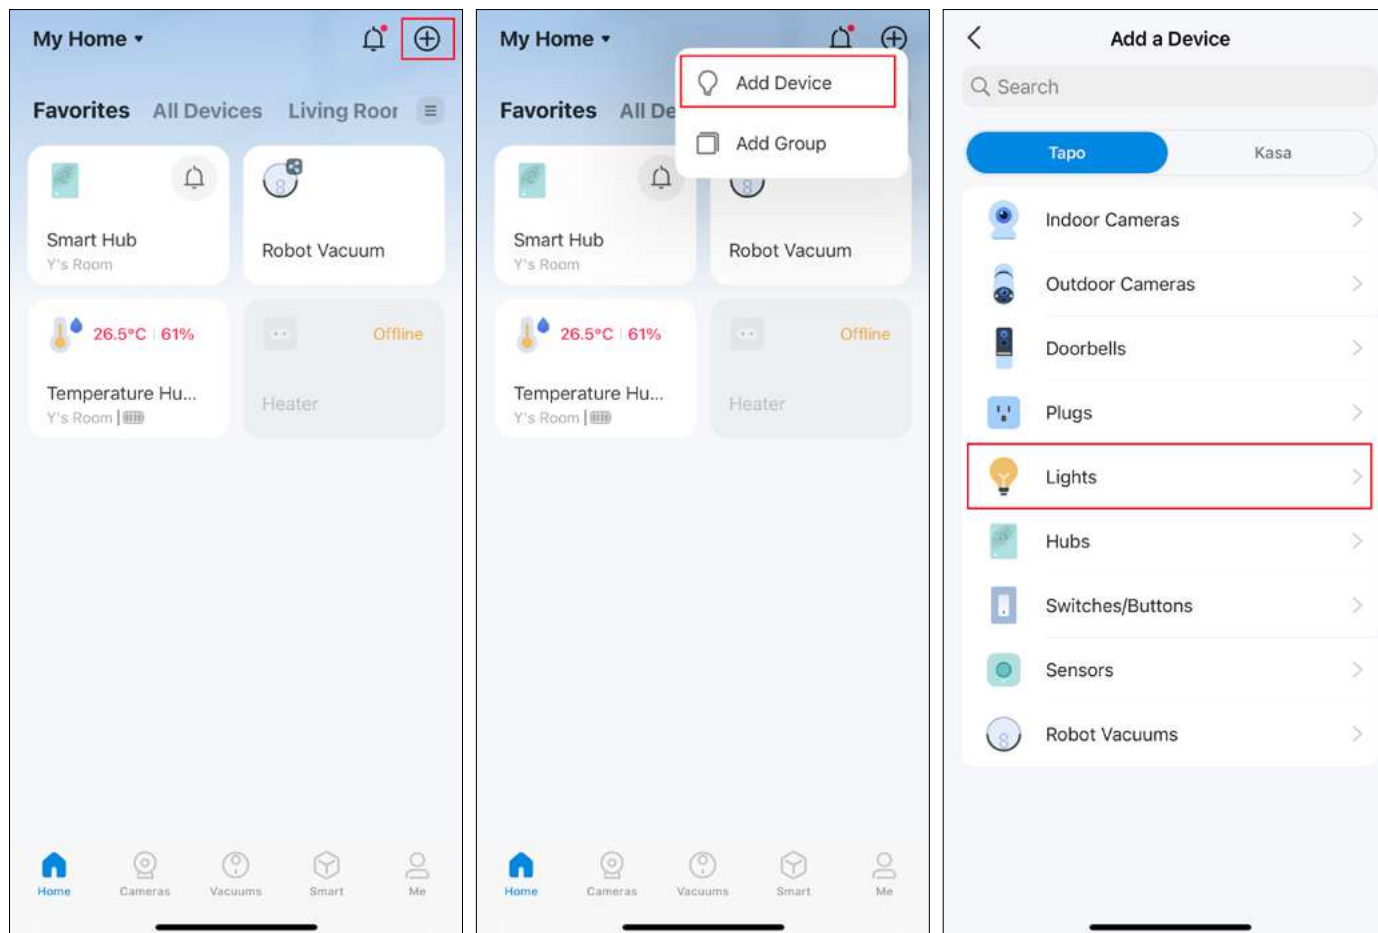 My Home
Favorites All Devices Living Roor
Smart Hub
Y's Room
Robot Vacuum
26.5°C 61%
Temperature Hu...
Y's Room
Offline
Heater
Home Cameras Vacuums Smart Me
My Home
Add Device
Add Group
Favorites All De
Smart Hub
Y's Room
Robot Vacuum
26.5°C 61%
Temperature Hu...
Y's Room
Offline
Heater
Home Cameras Vacuums Smart Me
Add a Device
Search
Tapo Kasa
Indoor Cameras
Outdoor Cameras
Doorbells
Plugs
Lights
Hubs
Switches/Buttons
Sensors
Robot Vacuums